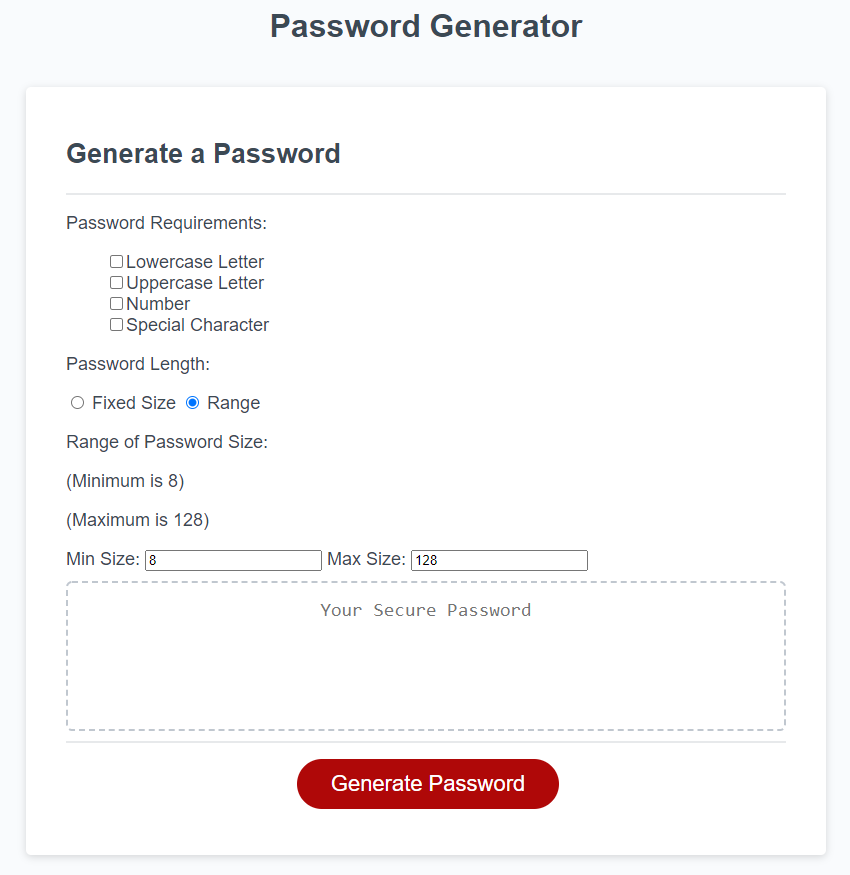 Password Generator
Generate a Password
Password Requirements:
Lowercase Letter
Uppercase Letter
Number
Special Character
Password Length:
Fixed Size Range
Range of Password Size:
(Minimum is 8)
(Maximum is 128)
Min Size: 8 Max Size: 128
Your Secure Password
Generate Password